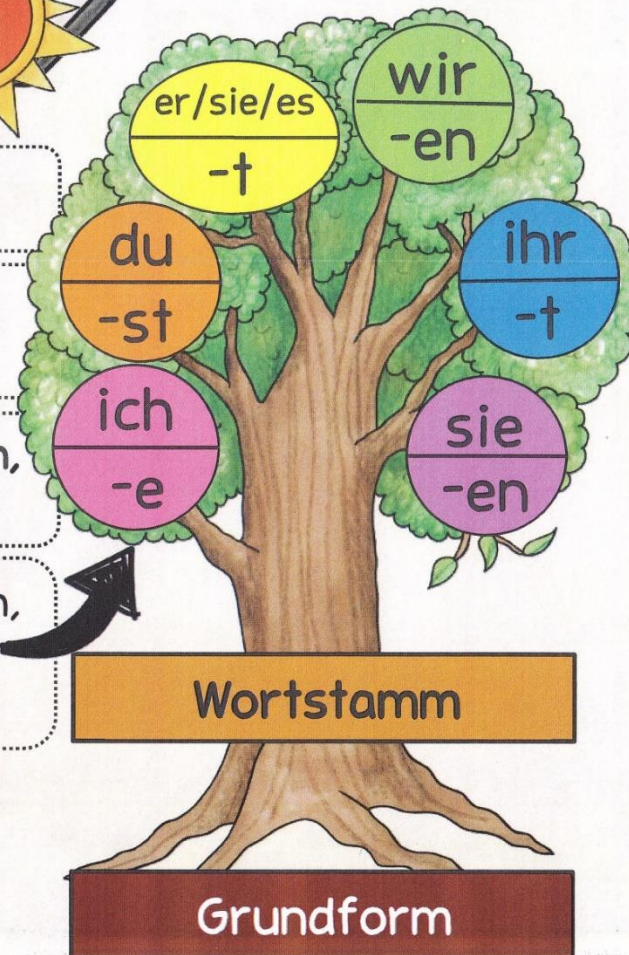 er/sie/es
-t
wir
-en
du
-st
ihr
-t
ich
-e
sie
-en
Wortstamm
Grundform